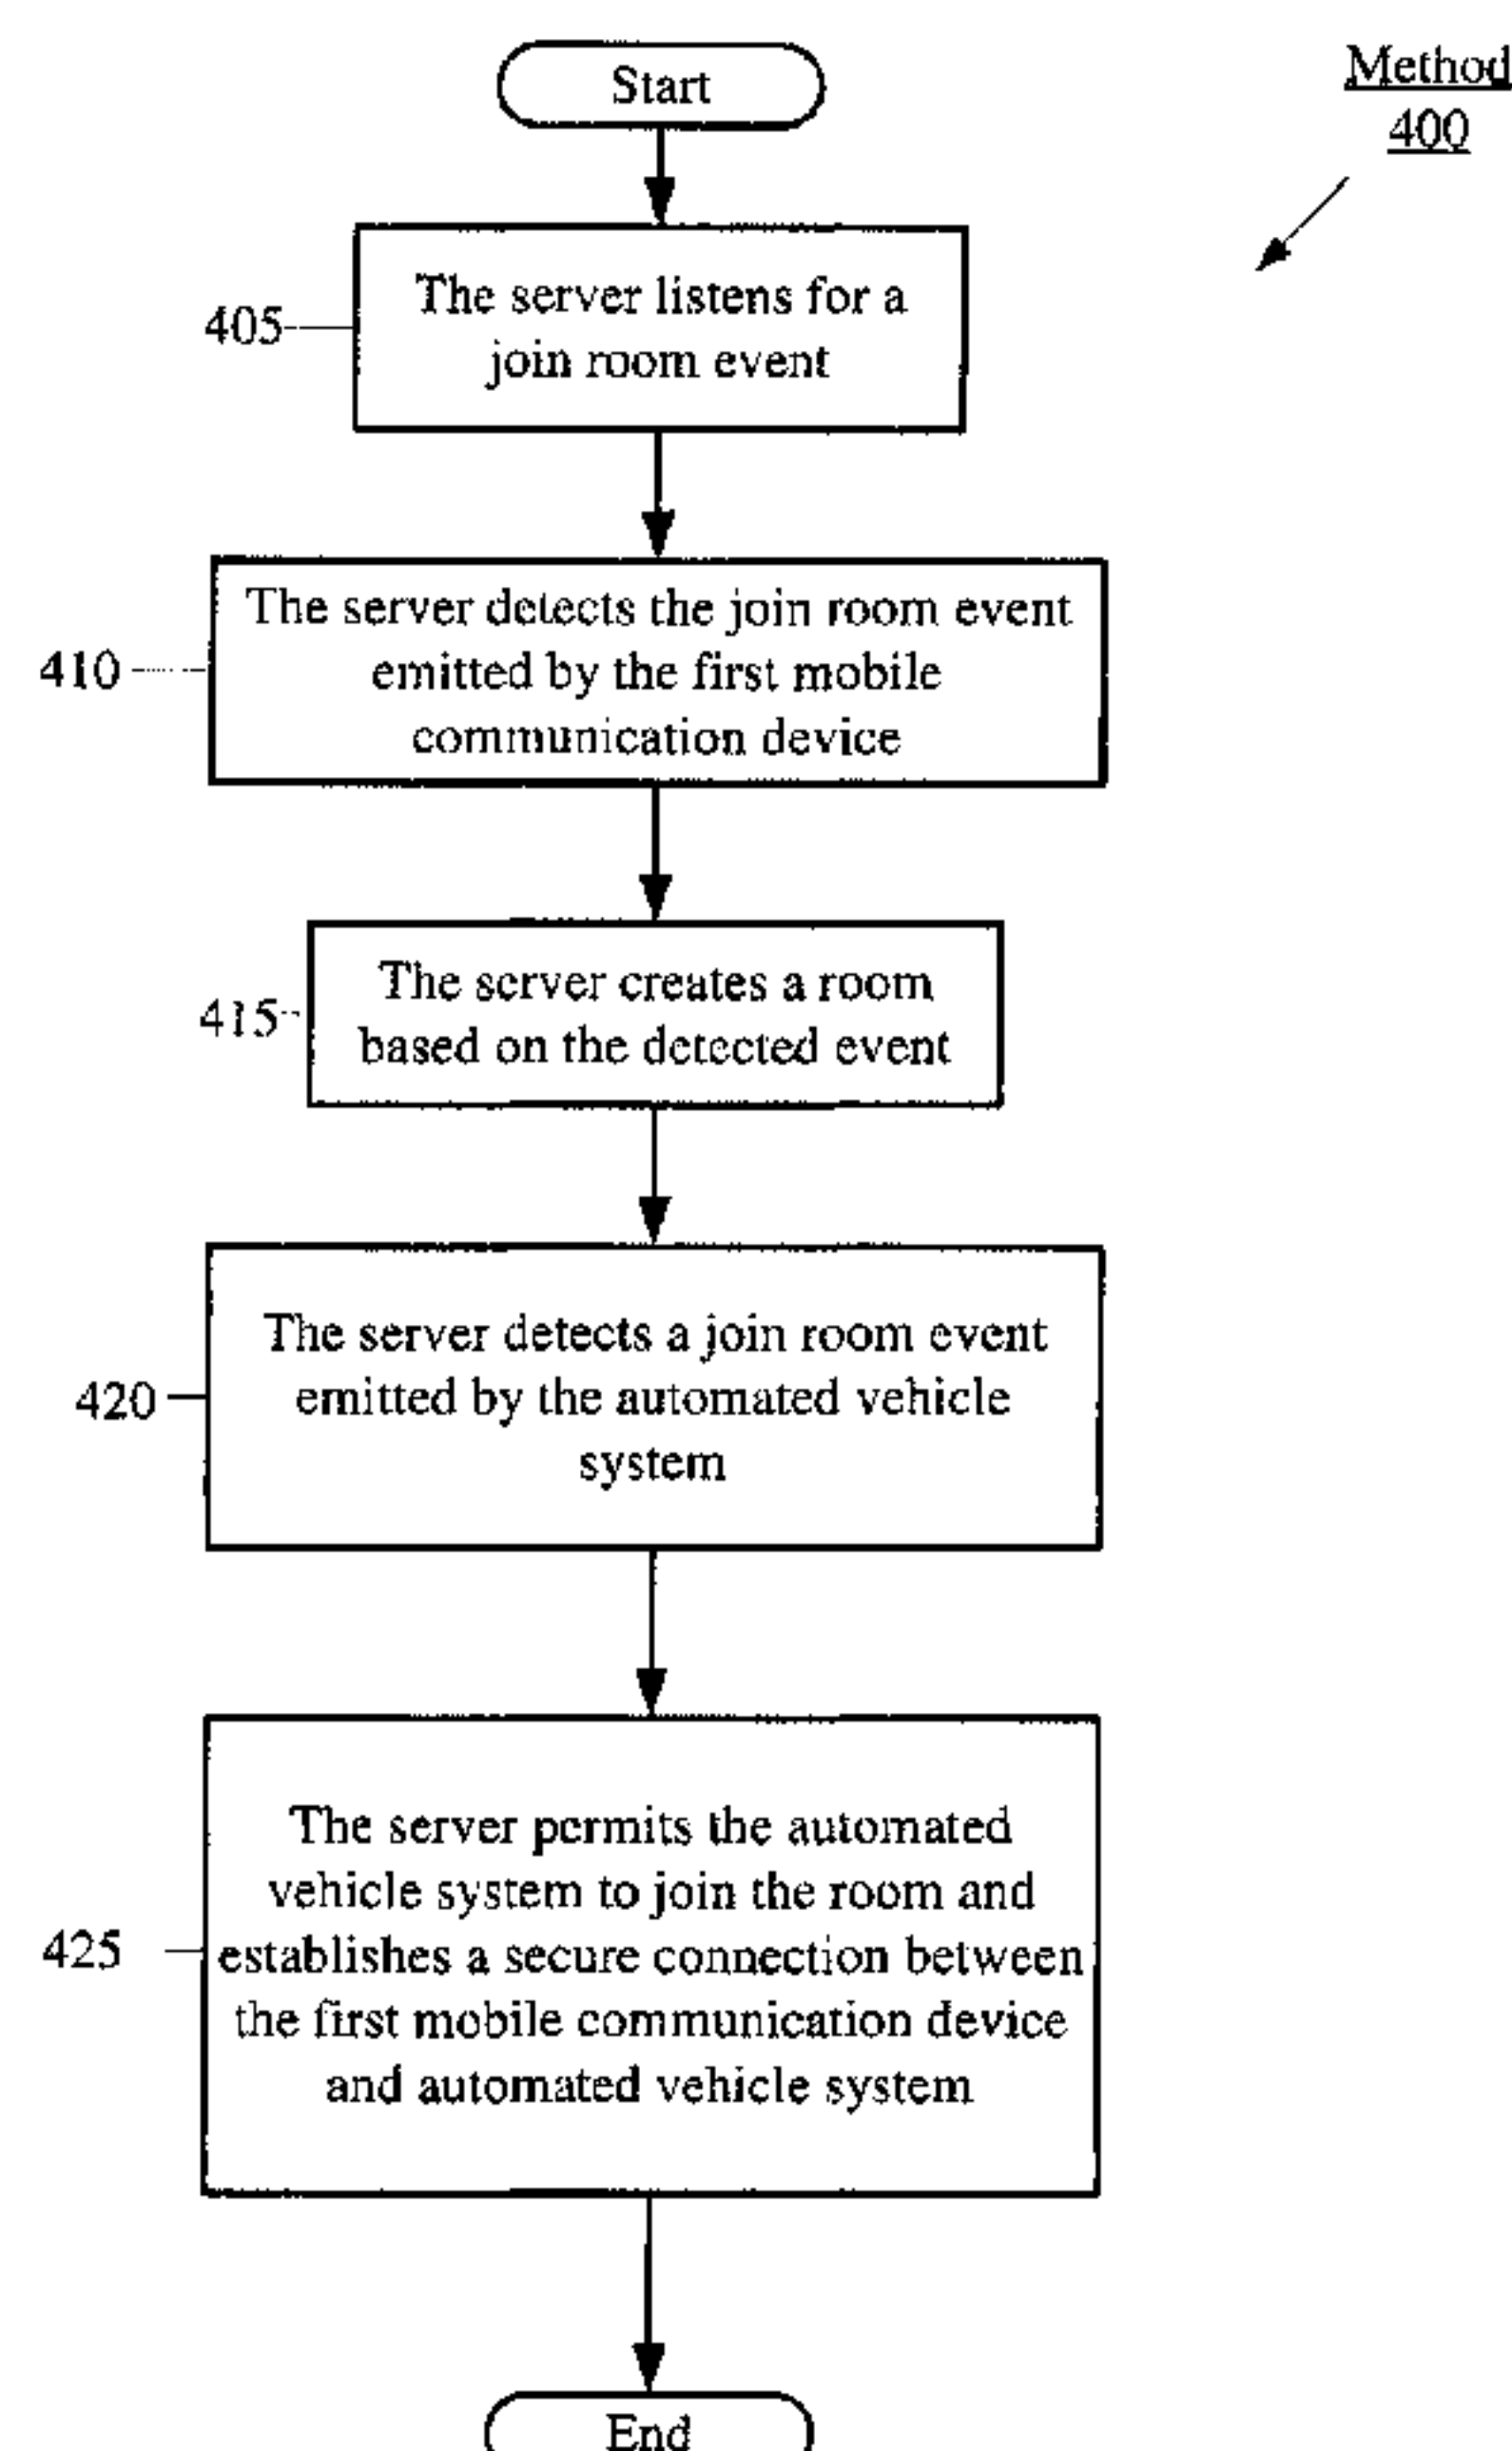 Start
Method
400
405
The server listens for a
join room event
410
The server detects the join room event
emitted by the first mobile
communication device
415
The server creates a room
based on the detected event
420
The server detects a join room event
emitted by the automated vehicle
system
425
The server permits the automated
vehicle system to join the room and
establishes a secure connection between
the first mobile communication device
and automated vehicle system
End